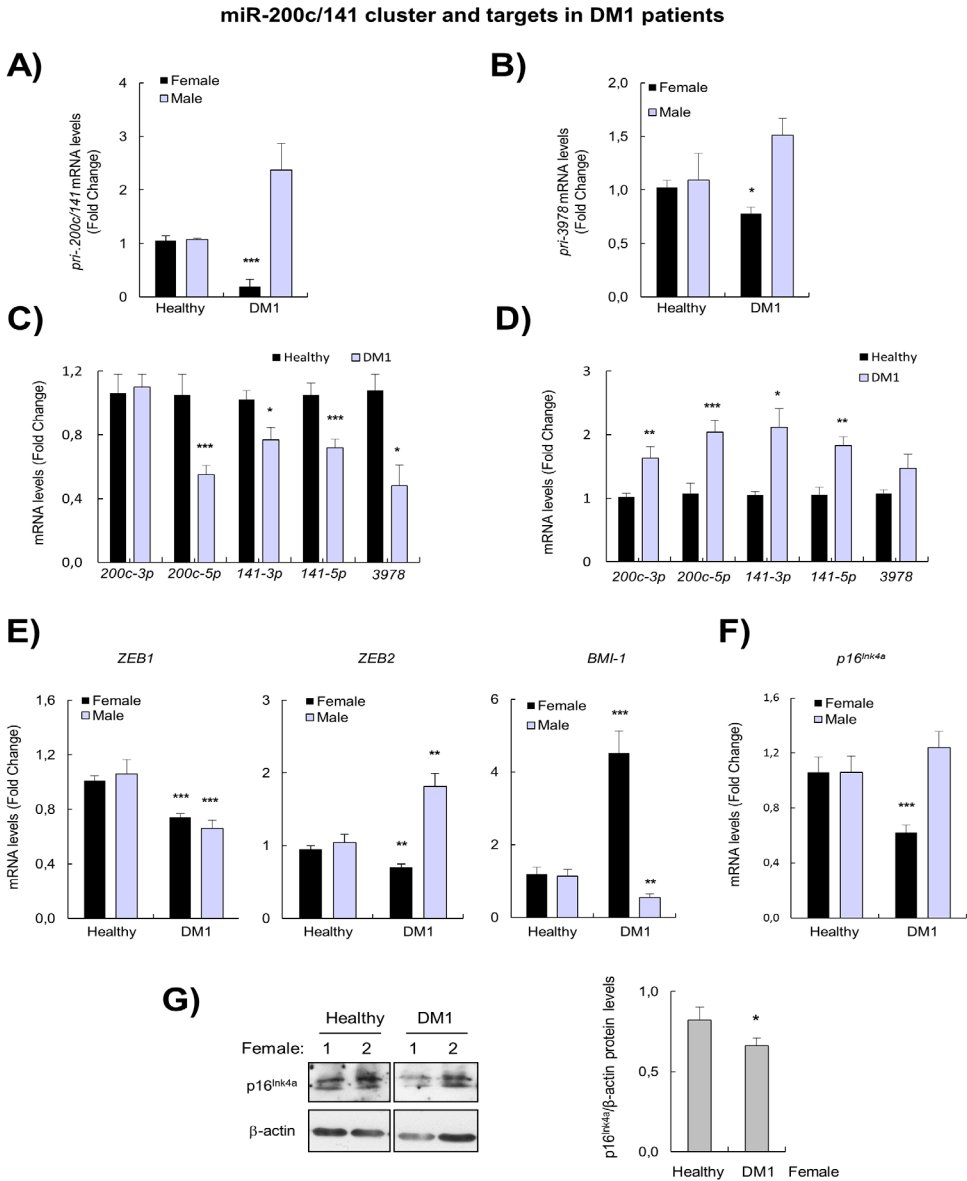 miR-200c/141 cluster and targets in DM1 patients
A)
pri-.200c/141 mRNA levels
(Fold Change)
4
3
2
1
0
Female
Male
***
Healthy
DM1
B)
pri-3978 mRNA levels
(Fold Change)
2,0
1,5
1,0
0,5
0,0
Female
Male
*
Healthy
DM1
C)
mRNA levels (Fold Change)
1,2
0,8
0,4
0,0
Healthy
DM1
***
*
***
*
200c-3p
200c-5p
141-3p
141-5p
3978
D)
mRNA levels (Fold Change)
3
2
1
0
Healthy
DM1
**
***
*
**
200c-3p
200c-5p
141-3p
141-5p
3978
E)
ZEB1
mRNA levels (Fold Change)
1,6
1,2
0,8
0,4
0,0
Female
Male
***
***
Healthy
DM1
ZEB2
3
2
1
0
Female
Male
**
**
Healthy
DM1
BMI-1
6
4
2
0
Female
Male
***
**
Healthy
DM1
F)
p16Ink4a
mRNA levels (Fold Change)
1,6
1,2
0,8
0,4
0,0
Female
Male
***
Healthy
DM1
G)
Healthy DM1
Female: 1 2 1 2
p16Ink4a
β-actin
p16Ink4a/β-actin protein levels
1,0
0,5
0,0
*
Healthy DM1 Female